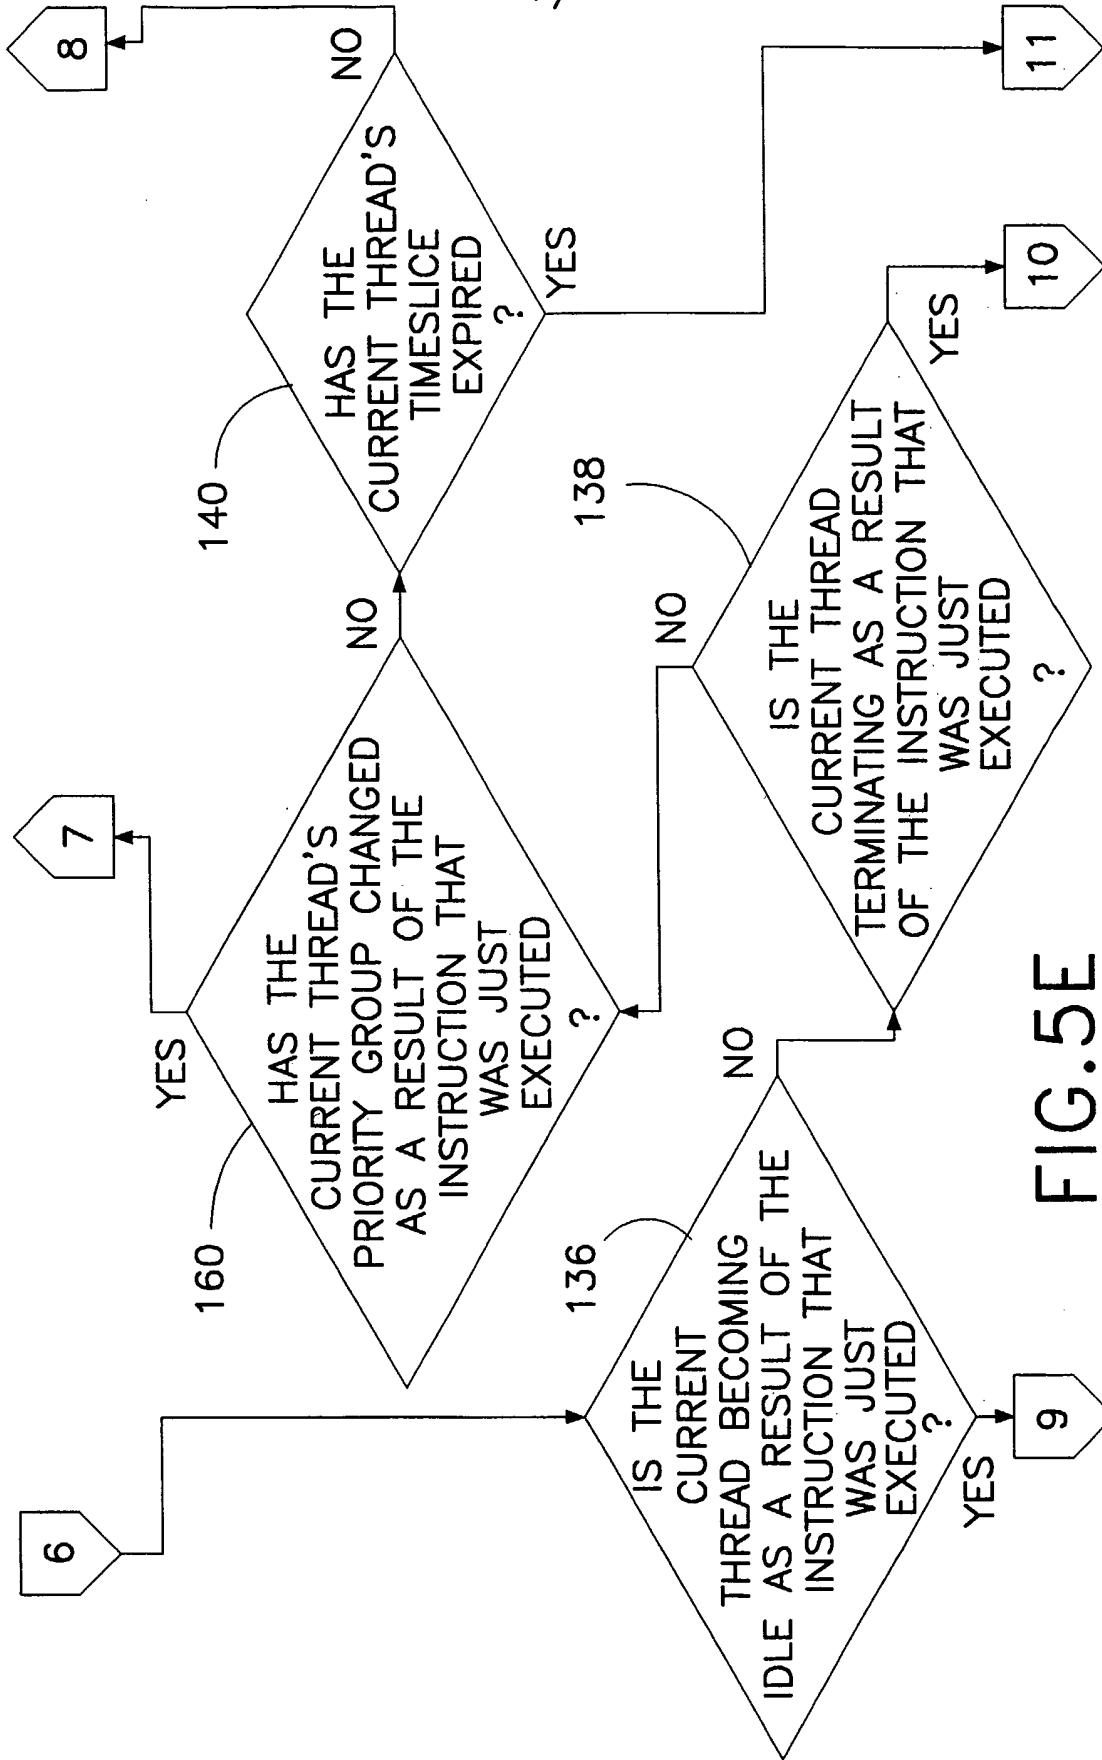 6
7
8
160
YES
HAS THE
CURRENT THREAD'S
PRIORITY GROUP CHANGED
AS A RESULT OF THE
INSTRUCTION THAT
WAS JUST
EXECUTED
?
NO
140
HAS THE
CURRENT THREAD'S
TIMESLICE
EXPIRED
?
NO
YES
136
IS THE
CURRENT
THREAD BECOMING
IDLE AS A RESULT OF THE
INSTRUCTION THAT
WAS JUST
EXECUTED
?
YES
NO
138
NO
IS THE
CURRENT THREAD
TERMINATING AS A RESULT
OF THE INSTRUCTION THAT
WAS JUST
EXECUTED
?
YES
9
10
11
FIG.5E